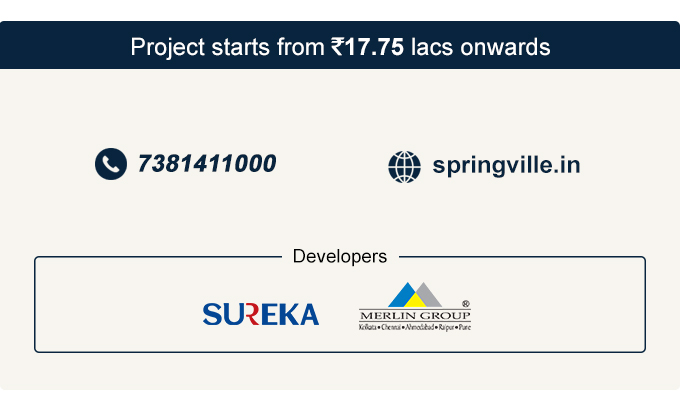 Project starts from ₹17.75 lacs onwards
7381411000
springville.in
Developers
SUREKA
®
MERLIN GROUP
Kolkata • Chennai • Ahmedabad • Raipur • Pune